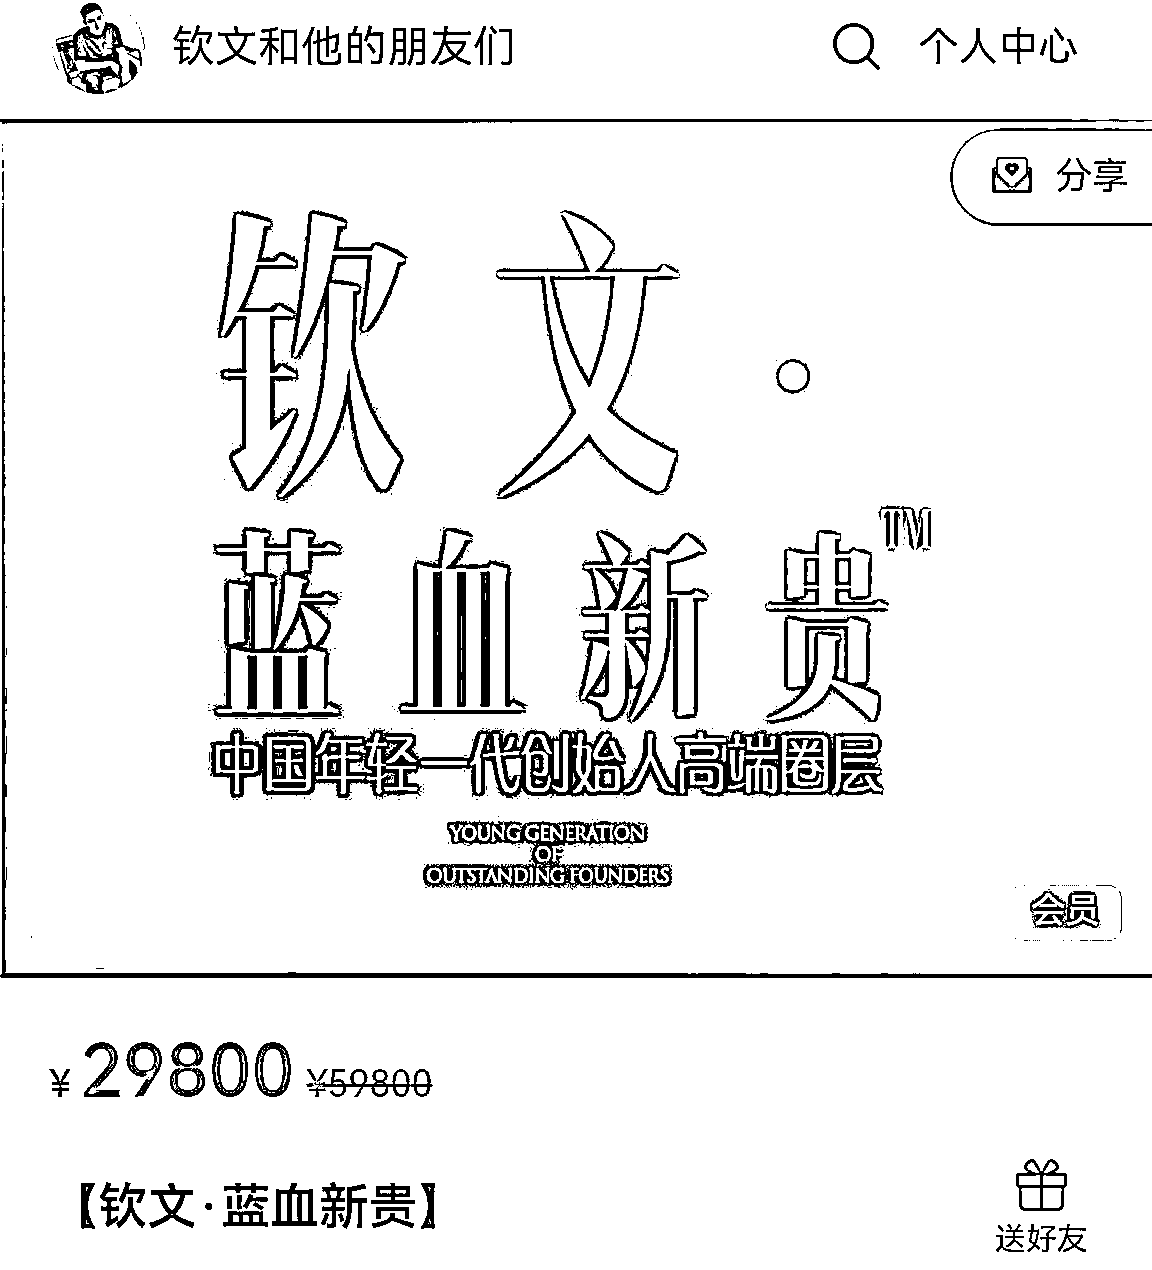 钦文和他的朋友们 个人中心
分享
钦文·
蓝血新贵TM
中国年轻一代创始人高端圈层
YOUNG GENERATION
OF
OUTSTANDING FOUNDERS
会员
¥29800 ¥59800
【钦文·蓝血新贵】
送好友